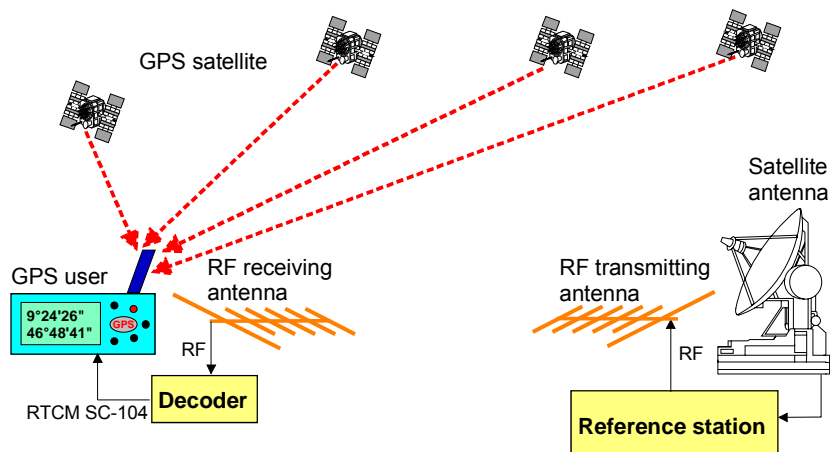 GPS satellite
Satellite
antenna
GPS user
RF receiving
antenna
RF transmitting
antenna
9°24'26"
46°48'41"
GPS
RF
RF
RTCM SC-104
Decoder
Reference station